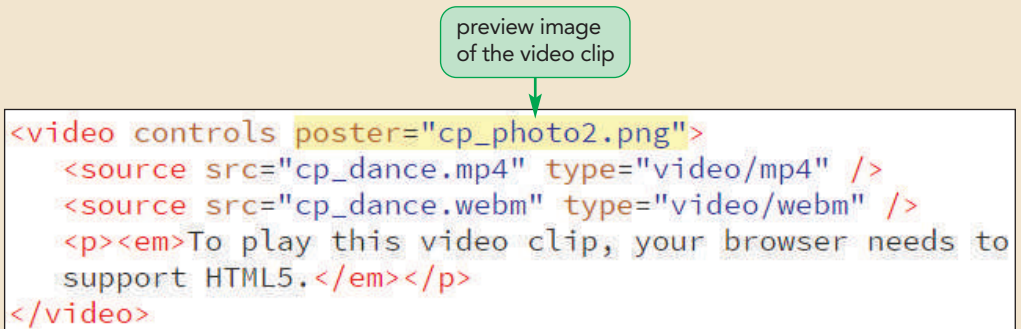 preview image
of the video clip
<video controls poster="cp_photo2.png">
<source src="cp_dance.mp4" type="video/mp4" />
<source src="cp_dance.webm" type="video/webm" />
<p><em>To play this video clip, your browser needs to
support HTML5.</em></p>
</video>